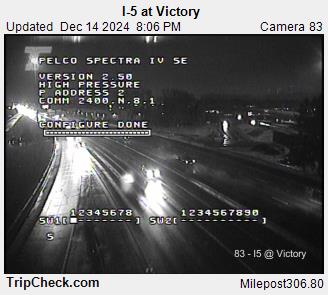 I-5 at Victory
Updated Dec 14 2024 8:06 PM Camera 83
PELCO SPECTRA IV SE
VERSION 2.50
HIGH PRESSURE
P ADDRESS 2
COMM 2400.N.8.1
CONFIGURE DONE
12345678 1234567890
SW1[ SW2[
S
83 - I5 @ Victory
TripCheck.com Milepost306.80